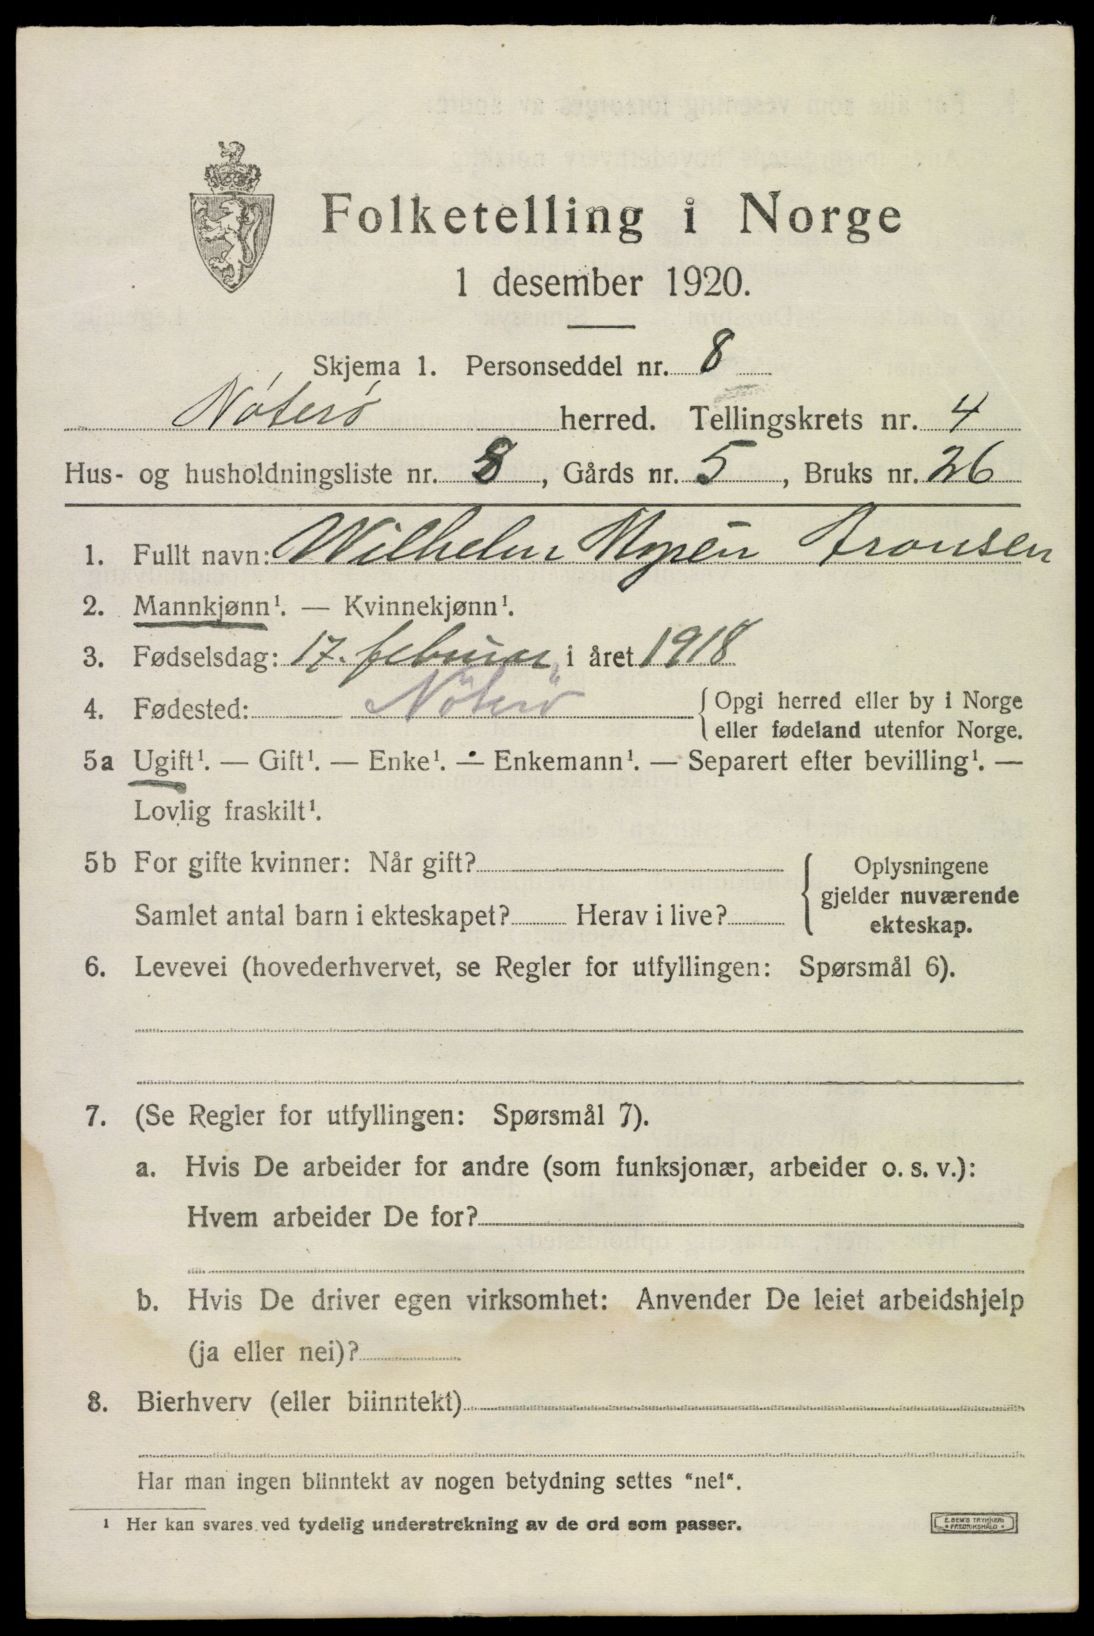 Folketelling i Norge
1 desember 1920.
Skjema 1. Personseddel nr. 8
Nøterø herred. Tellingskrets nr. 4
Hus- og husholdningsliste nr. 8, Gårds nr. 5, Bruks nr. 26
1. Fullt navn: Wilhelm Aronsen
2. Mannkjønn¹. — Kvinnekjønn¹.
3. Fødselsdag: 17. februar i året 1918
4. Fødested: Nøterø { Opgi herred eller by i Norge
eller fødeland utenfor Norge.
5a Ugift¹. — Gift¹. — Enke¹. — Enkemann¹. — Separert efter bevilling¹. —
Lovlig fraskilt¹.
5b For gifte kvinner: Når gift?
Samlet antal barn i ekteskapet? Herav i live?
{ Oplysningene
gjelder nuværende
ekteskap.
6. Levevei (hovederhvervet, se Regler for utfyllingen: Spørsmål 6).
7. (Se Regler for utfyllingen: Spørsmål 7).
a. Hvis De arbeider for andre (som funksjonær, arbeider o. s. v.):
Hvem arbeider De for?
b. Hvis De driver egen virksomhet: Anvender De leiet arbeidshjelp
(ja eller nei)?
8. Bierhverv (eller biinntekt)
Har man ingen biinntekt av nogen betydning settes "nei".
¹ Her kan svares ved tydelig understrekning av de ord som passer.
E. SEM'S TRYKKERI
FREDRIKSHALD